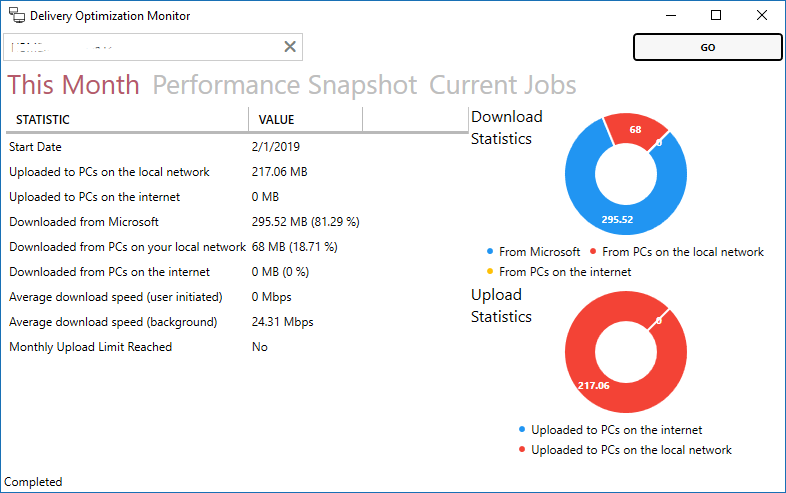 Delivery Optimization Monitor
GO
This Month Performance Snapshot Current Jobs
STATISTIC VALUE
Start Date 2/1/2019
Uploaded to PCs on the local network 217.06 MB
Uploaded to PCs on the internet 0 MB
Downloaded from Microsoft 295.52 MB (81.29 %)
Downloaded from PCs on your local network 68 MB (18.71 %)
Downloaded from PCs on the internet 0 MB (0 %)
Average download speed (user initiated) 0 Mbps
Average download speed (background) 24.31 Mbps
Monthly Upload Limit Reached No
Download
Statistics
68
0
295.52
From Microsoft From PCs on the local network
From PCs on the internet
Upload
Statistics
0
217.06
Uploaded to PCs on the internet
Uploaded to PCs on the local network
Completed